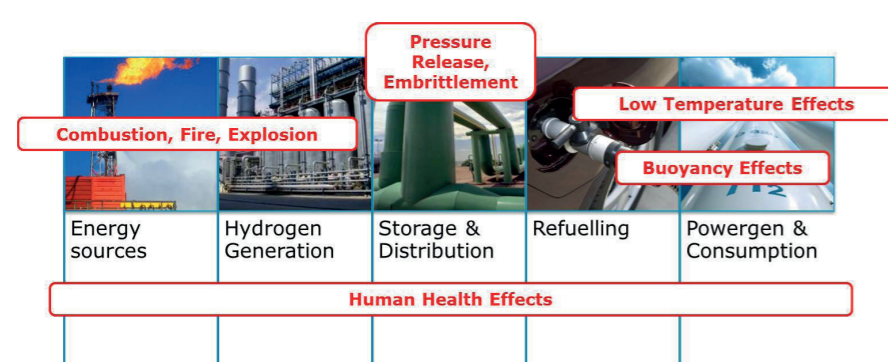 Pressure
Release,
Embrittlement
Low Temperature Effects
Combustion, Fire, Explosion
Buoyancy Effects
H2
Energy
sources
Hydrogen
Generation
Storage &
Distribution
Refuelling
Powergen &
Consumption
Human Health Effects